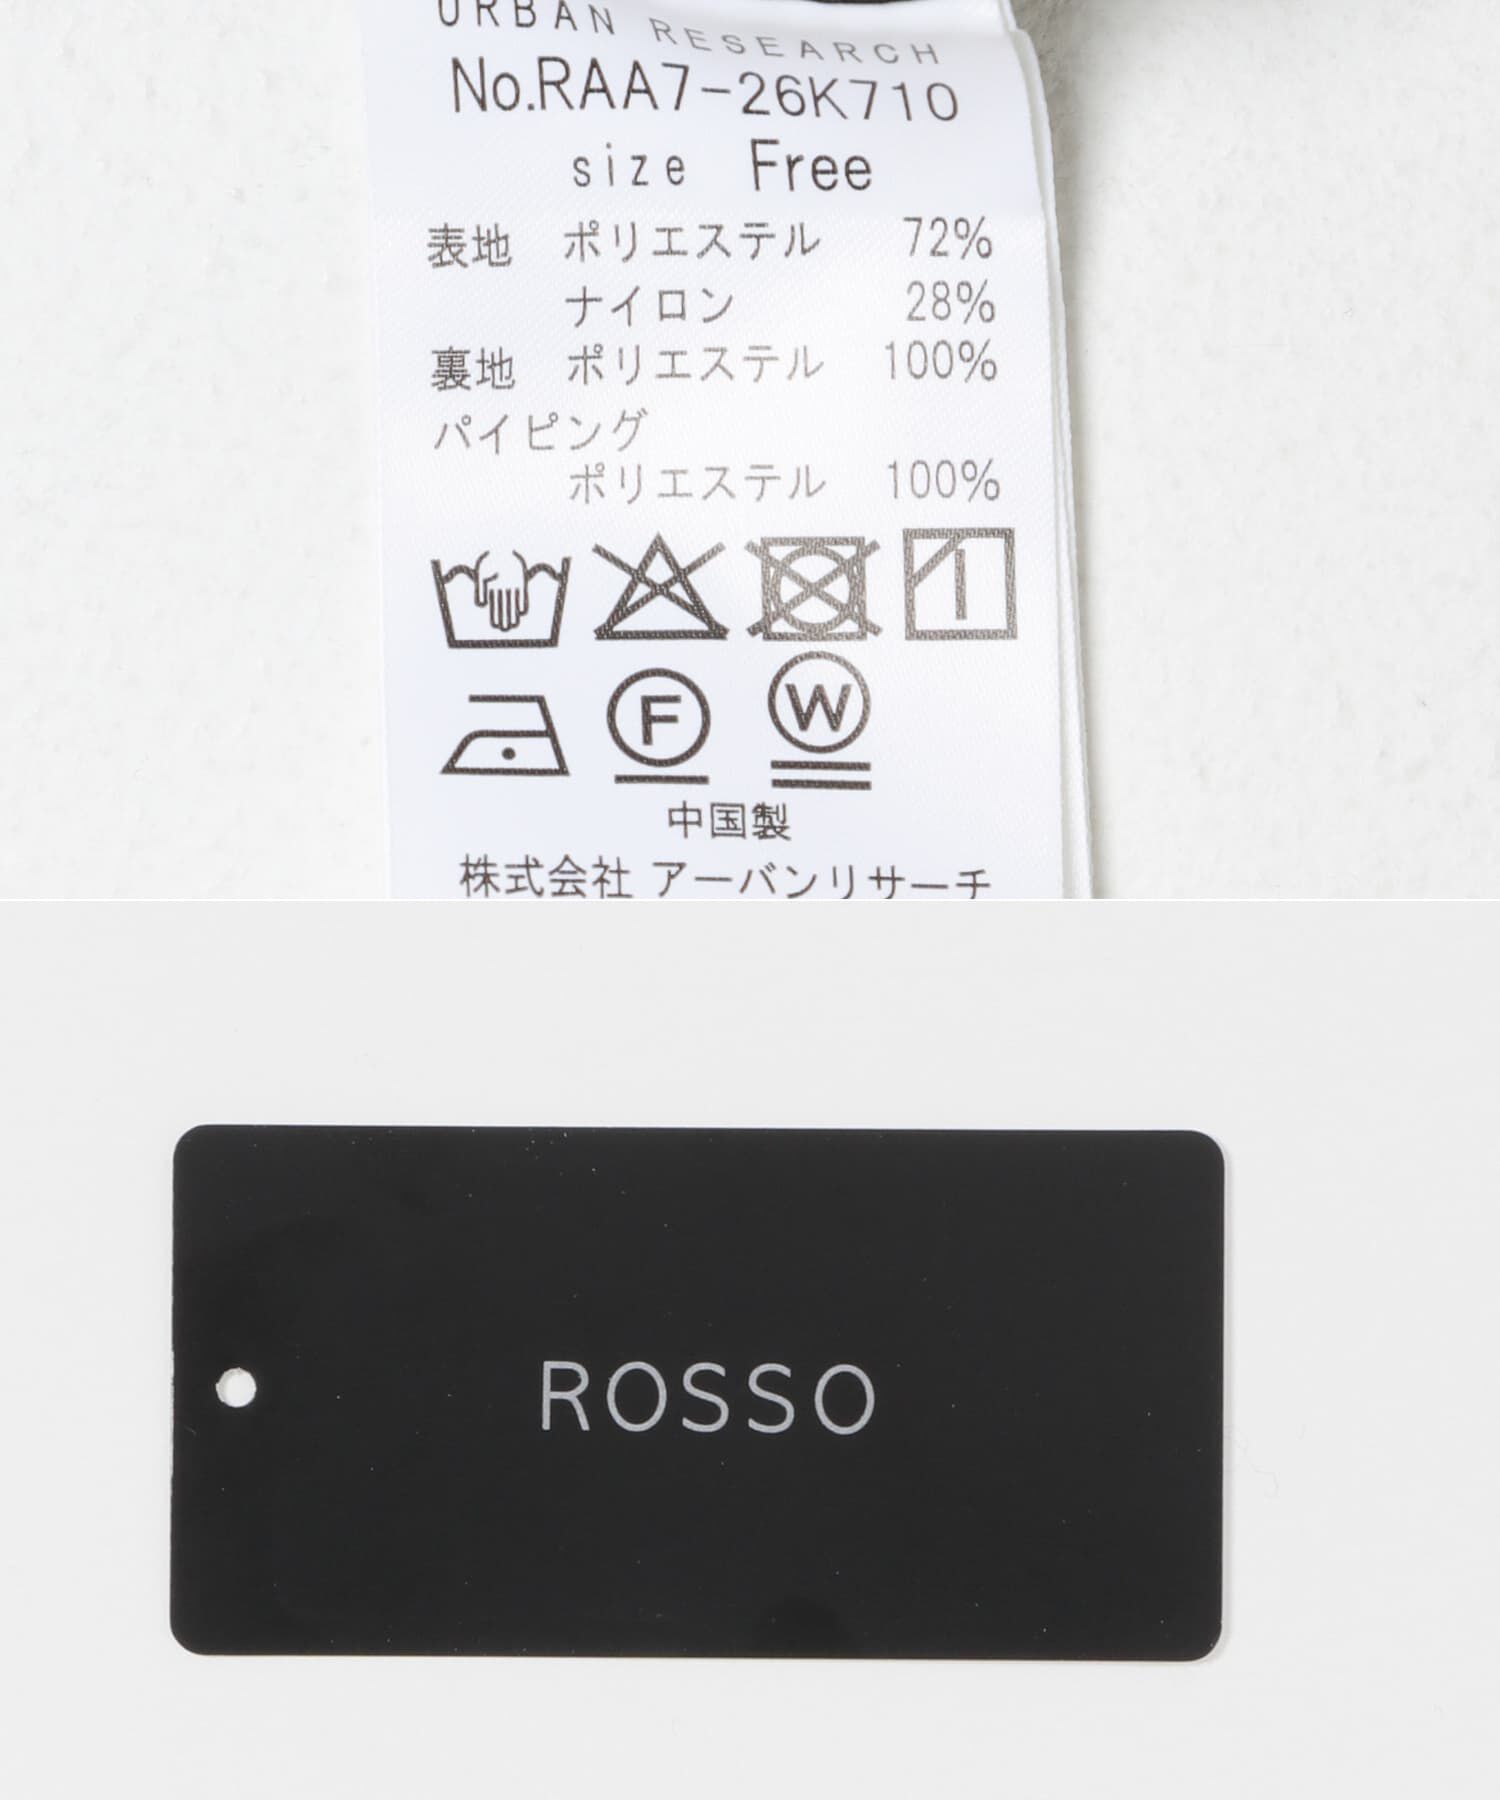 URBAN RESEARCH
No.RAA7-26K710
size Free
表地 ポリエステル 72%
ナイロン 28%
裏地 ポリエステル 100%
パイピング
ポリエステル 100%
F W
中国製
株式会社 アーバンリサーチ
ROSSO